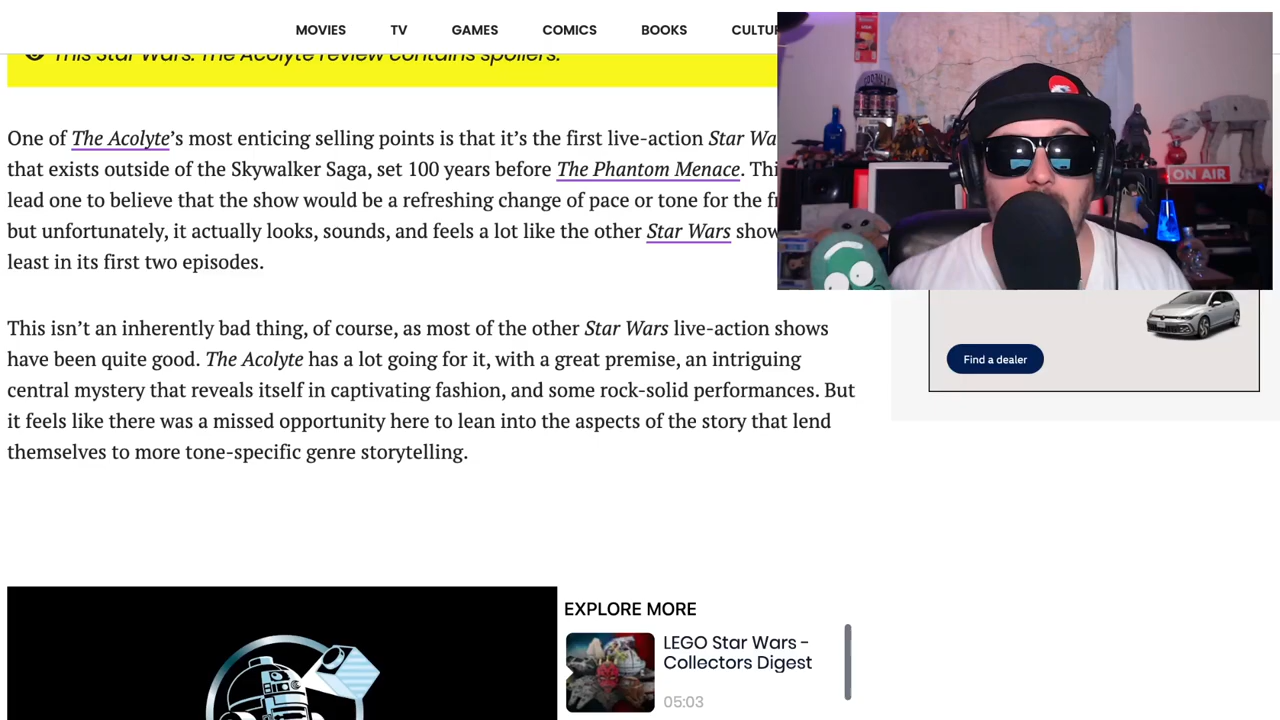 MOVIES TV GAMES COMICS BOOKS
This Star Wars: The Acolyte review contains spoilers.
One of The Acolyte’s most enticing selling points is that it’s the first live-action Star
that exists outside of the Skywalker Saga, set 100 years before The Phantom Menace.
lead one to believe that the show would be a refreshing change of pace or tone for the
but unfortunately, it actually looks, sounds, and feels a lot like the other Star Wars
least in its first two episodes.
This isn’t an inherently bad thing, of course, as most of the other Star Wars live-action shows
have been quite good. The Acolyte has a lot going for it, with a great premise, an intriguing
central mystery that reveals itself in captivating fashion, and some rock-solid performances. But
it feels like there was a missed opportunity here to lean into the aspects of the story that lend
themselves to more tone-specific genre storytelling.
ON AIR
Find a dealer
EXPLORE MORE
LEGO Star Wars -
Collectors Digest
05:03